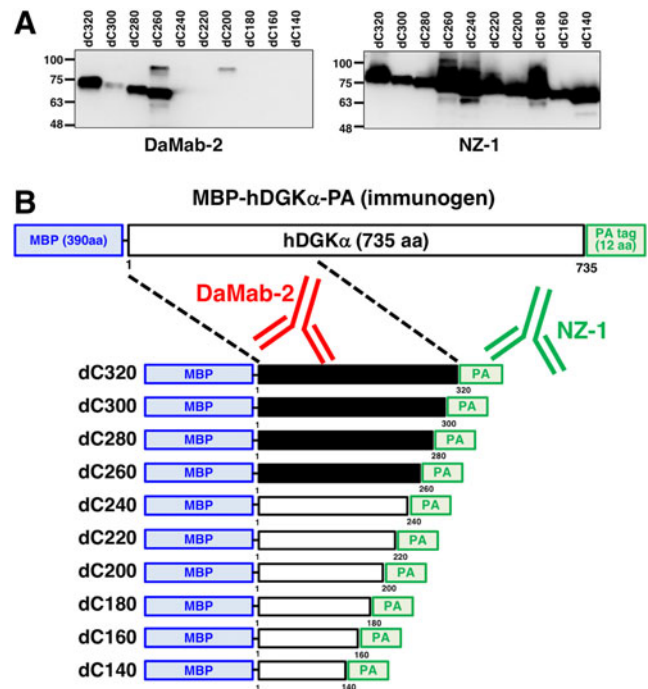 A
dC320 dC300 dC280 dC260 dC240 dC220 dC200 dC180 dC160 dC140
100
75
63
48
DaMab-2
dC320 dC300 dC280 dC260 dC240 dC220 dC200 dC180 dC160 dC140
100
75
63
48
NZ-1
B
MBP-hDGKα-PA (immunogen)
MBP (390aa)
hDGKα (735 aa)
PA tag
(12 aa)
1
735
DaMab-2
NZ-1
dC320 MBP PA
1 320
dC300 MBP PA
1 300
dC280 MBP PA
1 280
dC260 MBP PA
1 260
dC240 MBP PA
1 240
dC220 MBP PA
1 220
dC200 MBP PA
1 200
dC180 MBP PA
1 180
dC160 MBP PA
1 160
dC140 MBP PA
1 140